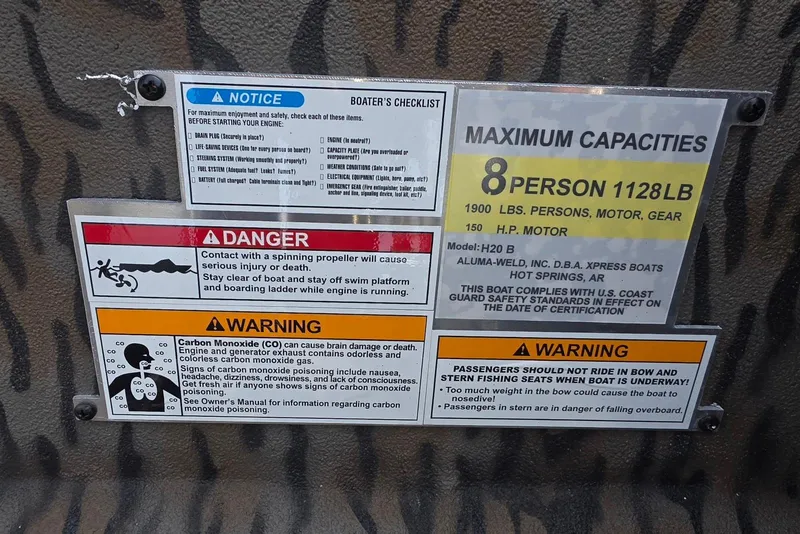 NOTICE
BOATER'S CHECKLIST
For maximum enjoyment and safety, check each of these items.
BEFORE STARTING YOUR ENGINE:
DRAIN PLUG (Securely in place?)
LIFE-SAVING DEVICES (One for every person on board?)
STEERING SYSTEM (Working smoothly and properly?)
FUEL SYSTEM (Adequate fuel? Leaks? Fumes?)
BATTERY (Full charged? Cable terminals clean and tight?)
ENGINE (In neutral?)
CAPACITY PLATE (Are you overloaded or
overpowered?)
WEATHER CONDITIONS (Safe to go out?)
ELECTRICAL EQUIPMENT (Lights, horn, pump, etc?)
EMERGENCY GEAR (Fire extinguisher, bailer, paddle,
anchor and line, signaling device, tool kit, etc?)
MAXIMUM CAPACITIES
8 PERSON 1128LB
1900 LBS. PERSONS, MOTOR, GEAR
150 H.P. MOTOR
Model: H20 B
ALUMA-WELD, INC. D.B.A. XPRESS BOATS
HOT SPRINGS, AR
THIS BOAT COMPLIES WITH U.S. COAST
GUARD SAFETY STANDARDS IN EFFECT ON
THE DATE OF CERTIFICATION
DANGER
Contact with a spinning propeller will cause
serious injury or death.
Stay clear of boat and stay off swim platform
and boarding ladder while engine is running.
WARNING
CO CO CO CO CO CO CO CO CO CO
Carbon Monoxide (CO) can cause brain damage or death.
Engine and generator exhaust contains odorless and
colorless carbon monoxide gas.
Signs of carbon monoxide poisoning include nausea,
headache, dizziness, drowsiness, and lack of consciousness.
Get fresh air if anyone shows signs of carbon monoxide
poisoning.
See Owner's Manual for information regarding carbon
monoxide poisoning.
WARNING
PASSENGERS SHOULD NOT RIDE IN BOW AND
STERN FISHING SEATS WHEN BOAT IS UNDERWAY!
• Too much weight in the bow could cause the boat to
nosedive!
• Passengers in stern are in danger of falling overboard.